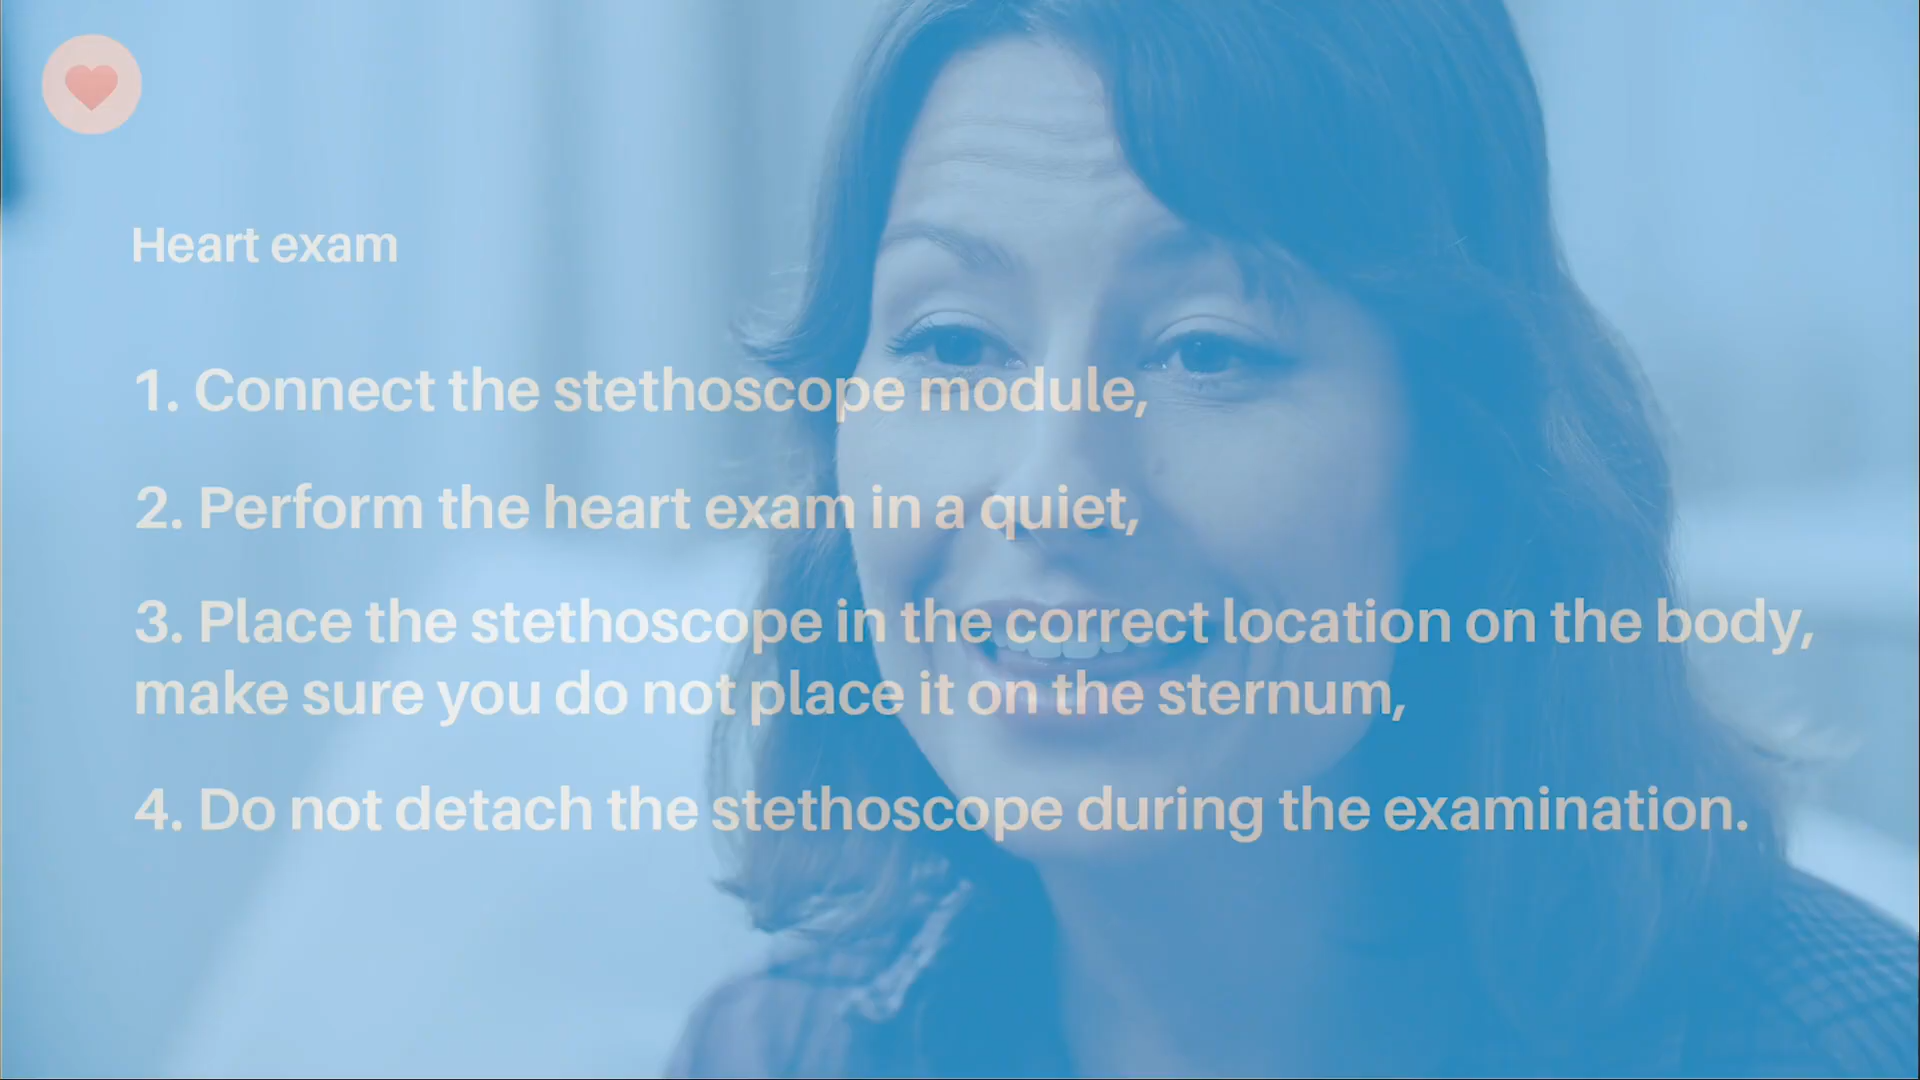 Heart exam
1. Connect the stethoscope module,
2. Perform the heart exam in a quiet,
3. Place the stethoscope in the correct location on the body,
make sure you do not place it on the sternum,
4. Do not detach the stethoscope during the examination.